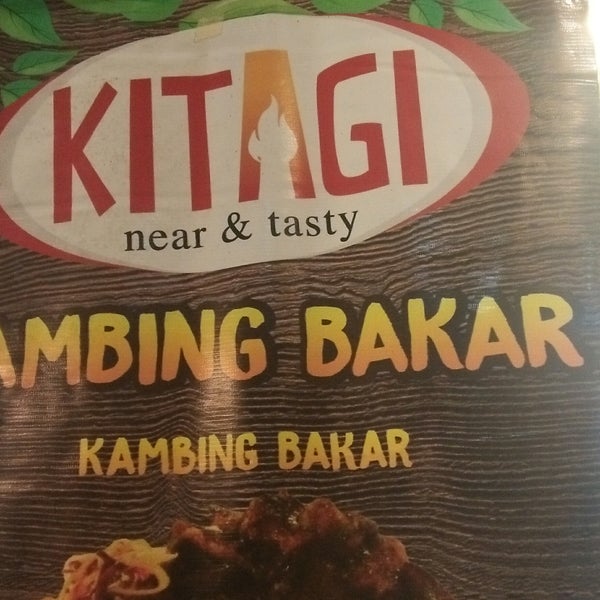 KITAGI
near & tasty
AMBING BAKAR
KAMBING BAKAR